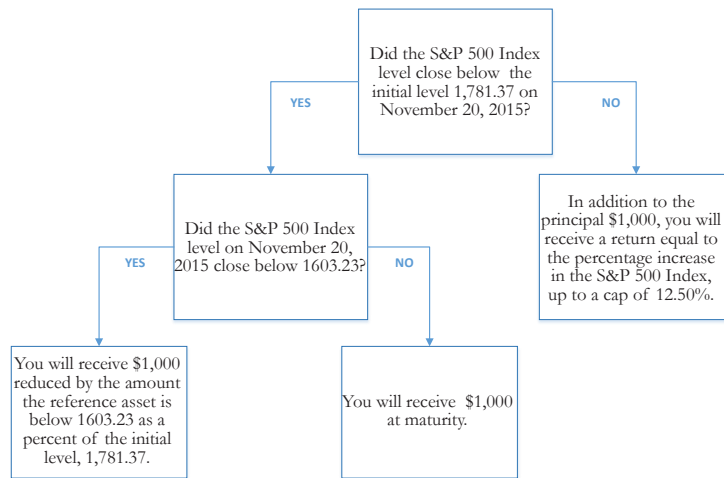 Did the S&P 500 Index
level close below the
initial level 1,781.37 on
November 20, 2015?
YES
NO
Did the S&P 500 Index
level on November 20,
2015 close below 1603.23?
In addition to the
principal $1,000, you will
receive a return equal to
the percentage increase
in the S&P 500 Index,
up to a cap of 12.50%.
YES
NO
You will receive $1,000
reduced by the amount
the reference asset is
below 1603.23 as a
percent of the initial
level, 1,781.37.
You will receive $1,000
at maturity.